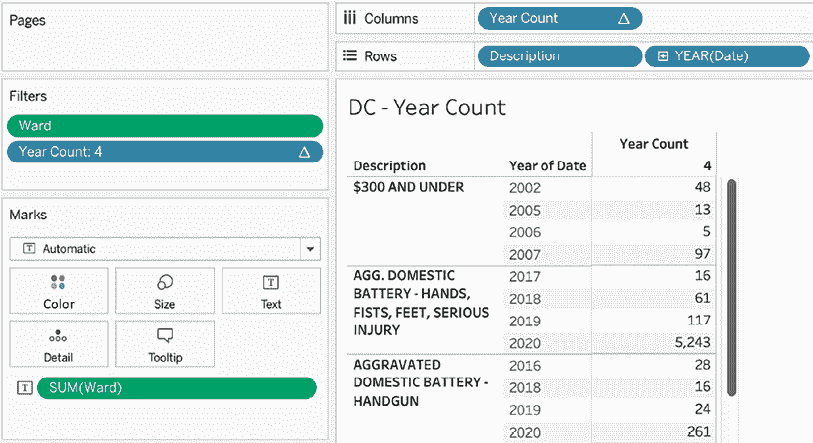 Pages
Columns
Year Count
Rows
Description
YEAR(Date)
Filters
Ward
Year Count: 4
Marks
Automatic
Color
Size
Text
Detail
Tooltip
SUM(Ward)
DC - Year Count
Year Count
Description Year of Date 4
$300 AND UNDER 2002 48
2005 13
2006 5
2007 97
AGG. DOMESTIC 2017 16
BATTERY - HANDS, 2018 61
FISTS, FEET, SERIOUS 2019 117
INJURY 2020 5,243
AGGRAVATED 2016 28
DOMESTIC BATTERY - 2018 16
HANDGUN 2019 24
2020 261